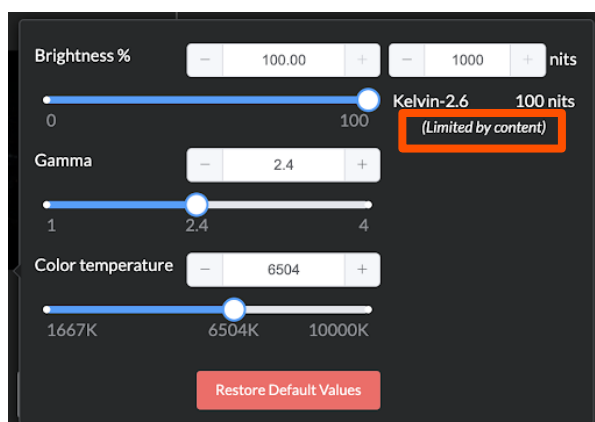 Brightness % − 100.00 + − 1000 + nits
0 100
Kelvin-2.6 100 nits
(Limited by content)
Gamma − 2.4 +
1 2.4 4
Color temperature − 6504 +
1667K 6504K 10000K
Restore Default Values